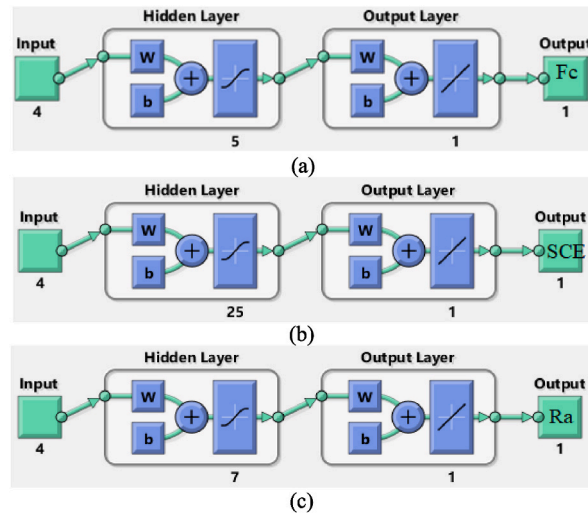 Hidden Layer Output Layer
Input Output
W W
b b
Fc
4 5 1 1
(a)
Hidden Layer Output Layer
Input Output
W W
b b
SCE
4 25 1 1
(b)
Hidden Layer Output Layer
Input Output
W W
b b
Ra
4 7 1 1
(c)